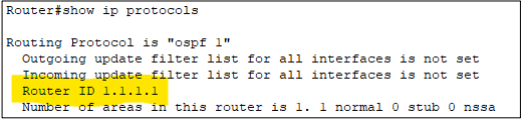 Router#show ip protocols
Routing Protocol is "ospf 1"
Outgoing update filter list for all interfaces is not set
Incoming update filter list for all interfaces is not set
Router ID 1.1.1.1
Number of areas in this router is 1. 1 normal 0 stub 0 nssa